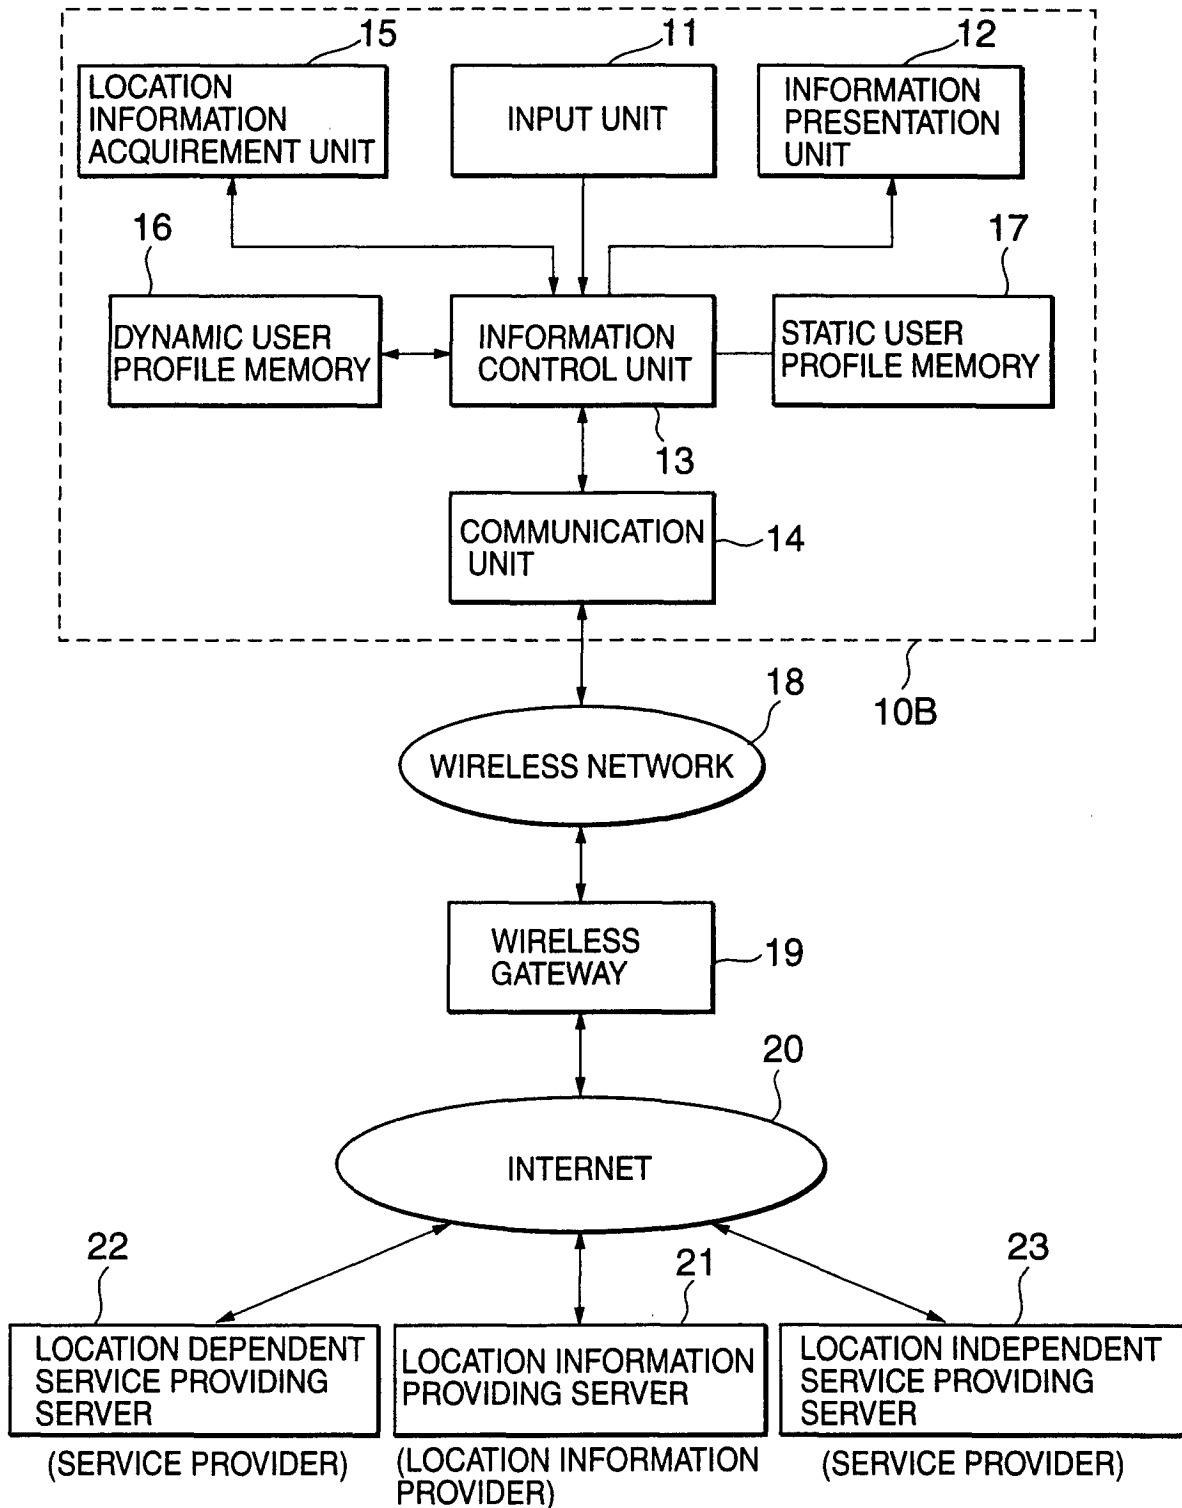 15
11
12
LOCATION
INFORMATION
ACQUIREMENT UNIT
INPUT UNIT
INFORMATION
PRESENTATION
UNIT
16
17
DYNAMIC USER
PROFILE MEMORY
INFORMATION
CONTROL UNIT
STATIC USER
PROFILE MEMORY
13
COMMUNICATION
UNIT
14
10B
18
WIRELESS NETWORK
WIRELESS
GATEWAY
19
20
INTERNET
22
21
23
LOCATION DEPENDENT
SERVICE PROVIDING
SERVER
(SERVICE PROVIDER)
LOCATION INFORMATION
PROVIDING SERVER
(LOCATION INFORMATION
PROVIDER)
LOCATION INDEPENDENT
SERVICE PROVIDING
SERVER
(SERVICE PROVIDER)